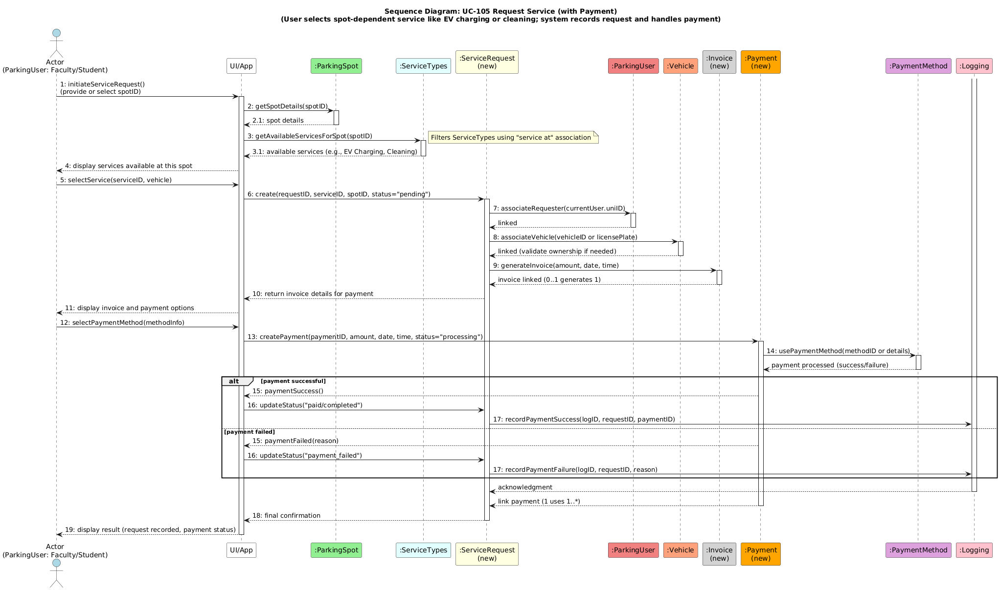 Sequence Diagram: UC-105 Request Service (with Payment)
(User selects spot-dependent service like EV charging or cleaning; system records request and handles payment)
Actor
(ParkingUser: Faculty/Student)
UI/App
:ParkingSpot
:ServiceTypes
:ServiceRequest
(new)
:ParkingUser
:Vehicle
:Invoice
(new)
:Payment
(new)
:PaymentMethod
:Logging
1: initiateServiceRequest()
(provide or select spotID)
2: getSpotDetails(spotID)
2.1: spot details
3: getAvailableServicesForSpot(spotID)
Filters ServiceTypes using "service at" association
3.1: available services (e.g., EV Charging, Cleaning)
4: display services available at this spot
5: selectService(serviceID, vehicle)
6: create(requestID, serviceID, spotID, status="pending")
7: associateRequester(currentUser.uniID)
linked
8: associateVehicle(vehicleID or licensePlate)
linked (validate ownership if needed)
9: generateInvoice(amount, date, time)
invoice linked (0..1 generates 1)
10: return invoice details for payment
11: display invoice and payment options
12: selectPaymentMethod(methodInfo)
13: createPayment(paymentID, amount, date, time, status="processing")
14: usePaymentMethod(methodID or details)
payment processed (success/failure)
alt [payment successful]
15: paymentSuccess()
16: updateStatus("paid/completed")
17: recordPaymentSuccess(logID, requestID, paymentID)
[payment failed]
15: paymentFailed(reason)
16: updateStatus("payment_failed")
17: recordPaymentFailure(logID, requestID, reason)
acknowledgment
link payment (1 uses 1..*)
18: final confirmation
19: display result (request recorded, payment status)
Actor
(ParkingUser: Faculty/Student)
UI/App
:ParkingSpot
:ServiceTypes
:ServiceRequest
(new)
:ParkingUser
:Vehicle
:Invoice
(new)
:Payment
(new)
:PaymentMethod
:Logging